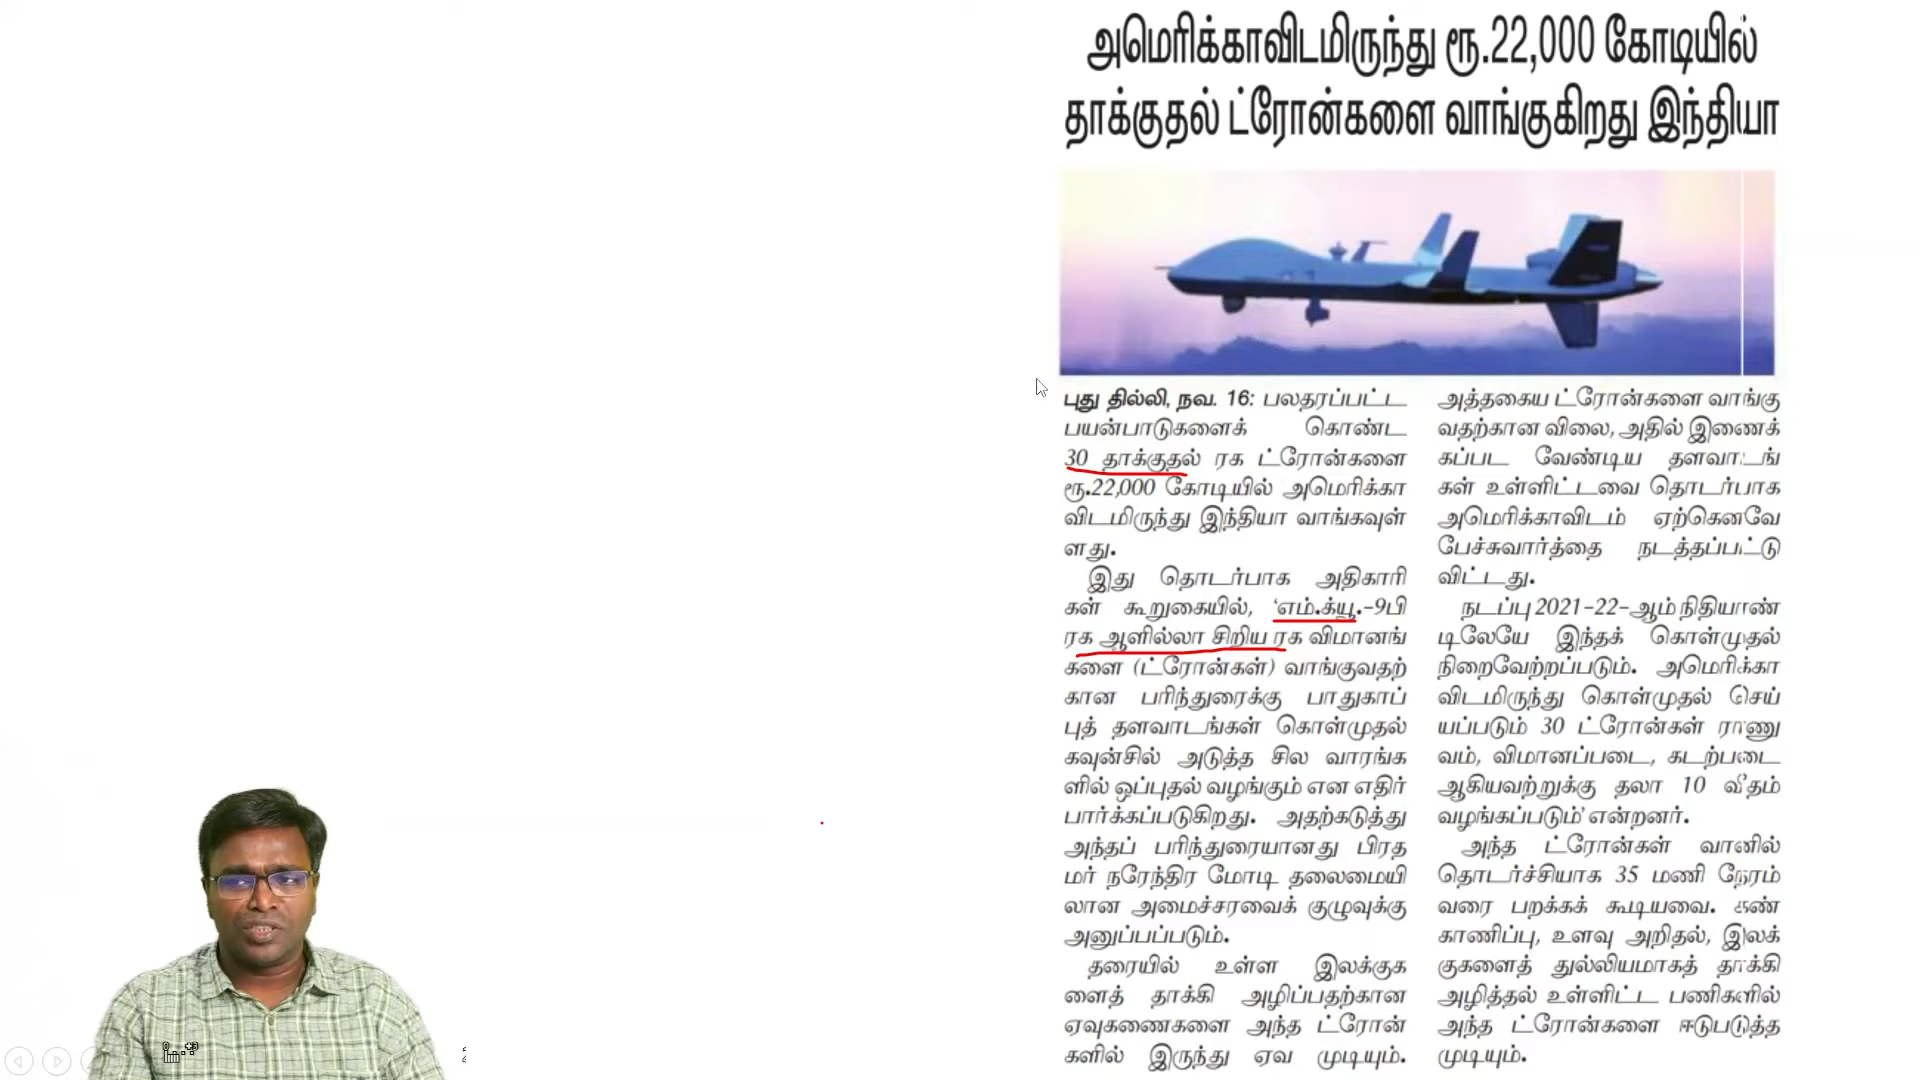 அமெரிக்காவிடமிருந்து ரூ.22,000 கோடியில்
தாக்குதல் ட்ரோன்களை வாங்குகிறது இந்தியா
புது தில்லி, நவ. 16: பலதரப்பட்ட
பயன்பாடுகளைக் கொண்ட
30 தாக்குதல் ரக ட்ரோன்களை
ரூ.22,000 கோடியில் அமெரிக்கா
விடமிருந்து இந்தியா வாங்கவுள்
ளது.
இது தொடர்பாக அதிகாரி
கள் கூறுகையில், 'எம்.க்யூ.-9பி
ரக ஆளில்லா சிறிய ரக விமானங்
களை (ட்ரோன்கள்) வாங்குவதற்
கான பரிந்துரைக்கு பாதுகாப்
புத் தளவாடங்கள் கொள்முதல்
கவுன்சில் அடுத்த சில வாரங்க
ளில் ஒப்புதல் வழங்கும் என எதிர்
பார்க்கப்படுகிறது. அதற்கடுத்து
அந்தப் பரிந்துரையானது பிரத
மர் நரேந்திர மோடி தலைமையி
லான அமைச்சரவைக் குழுவுக்கு
அனுப்பப்படும்.
தரையில் உள்ள இலக்குக
ளைத் தாக்கி அழிப்பதற்கான
ஏவுகணைகளை அந்த ட்ரோன்
களில் இருந்து ஏவ முடியும்.
அத்தகைய ட்ரோன்களை வாங்கு
வதற்கான விலை, அதில் இணைக்
கப்பட வேண்டிய தளவாடங்
கள் உள்ளிட்டவை தொடர்பாக
அமெரிக்காவிடம் ஏற்கெனவே
பேச்சுவார்த்தை நடத்தப்பட்டு
விட்டது.
நடப்பு 2021-22-ஆம் நிதியாண்
டிலேயே இந்தக் கொள்முதல்
நிறைவேற்றப்படும். அமெரிக்கா
விடமிருந்து கொள்முதல் செய்
யப்படும் 30 ட்ரோன்கள் ராணு
வம், விமானப்படை, கடற்படை
ஆகியவற்றுக்கு தலா 10 வீதம்
வழங்கப்படும்' என்றனர்.
அந்த ட்ரோன்கள் வானில்
தொடர்ச்சியாக 35 மணி நேரம்
வரை பறக்கக் கூடியவை. கண்
காணிப்பு, உளவு அறிதல், இலக்
குகளைத் துல்லியமாகத் தாக்கி
அழித்தல் உள்ளிட்ட பணிகளில்
அந்த ட்ரோன்களை ஈடுபடுத்த
முடியும்.